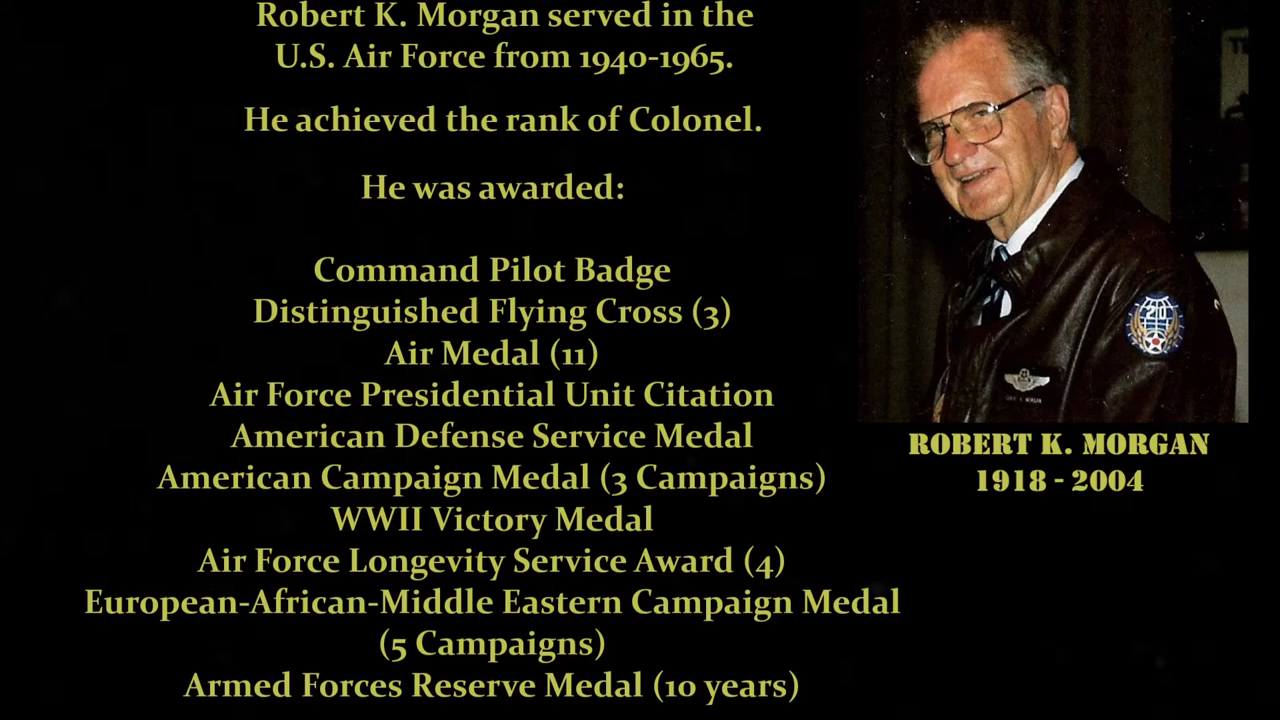 Robert K. Morgan served in the
U.S. Air Force from 1940-1965.
He achieved the rank of Colonel.
He was awarded:
Command Pilot Badge
Distinguished Flying Cross (3)
Air Medal (11)
Air Force Presidential Unit Citation
American Defense Service Medal
American Campaign Medal (3 Campaigns)
WWII Victory Medal
Air Force Longevity Service Award (4)
European-African-Middle Eastern Campaign Medal
(5 Campaigns)
Armed Forces Reserve Medal (10 years)
20
ROBERT K. MORGAN
1918 - 2004